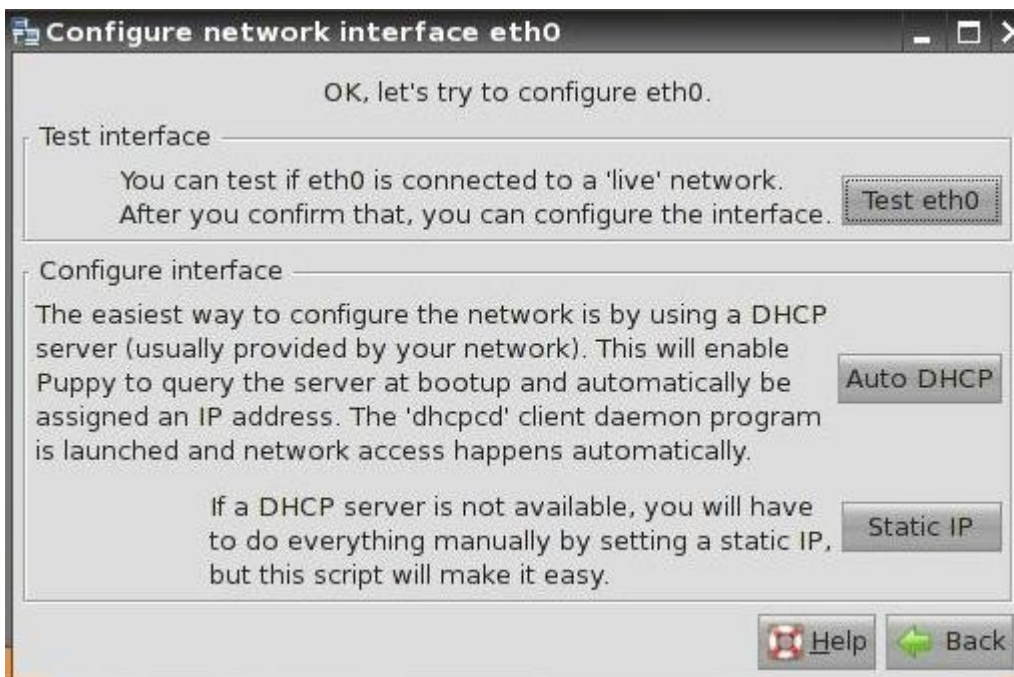 Configure network interface eth0
OK, let's try to configure eth0.
Test interface
You can test if eth0 is connected to a 'live' network.
After you confirm that, you can configure the interface.
Test eth0
Configure interface
The easiest way to configure the network is by using a DHCP
server (usually provided by your network). This will enable
Puppy to query the server at bootup and automatically be
assigned an IP address. The 'dhcpcd' client daemon program
is launched and network access happens automatically.
Auto DHCP
If a DHCP server is not available, you will have
to do everything manually by setting a static IP,
but this script will make it easy.
Static IP
Help
Back